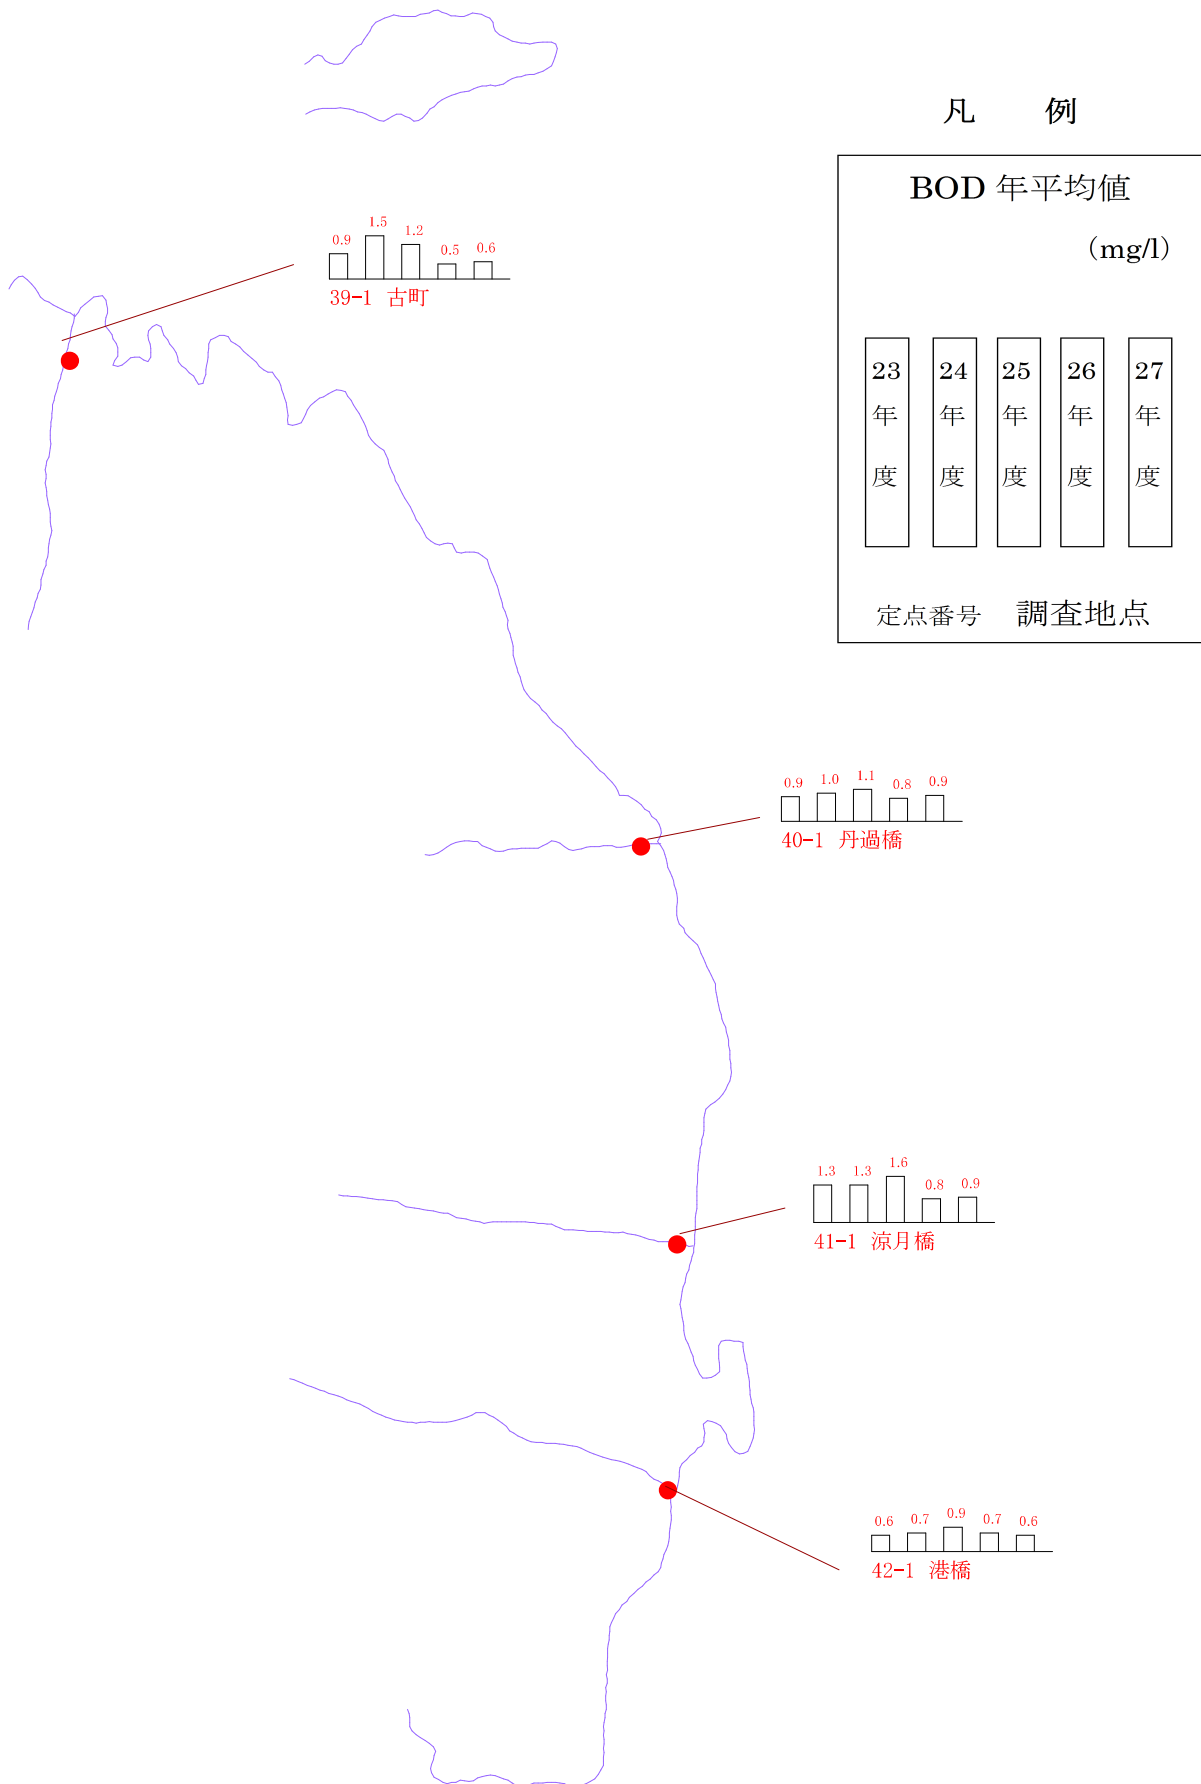 凡 例
BOD 年平均値
（mg/l）
23年度 24年度 25年度 26年度 27年度
定点番号 調査地点
0.9 1.5 1.2 0.5 0.6
39-1 古町
0.9 1.0 1.1 0.8 0.9
40-1 丹過橋
1.3 1.3 1.6 0.8 0.9
41-1 涼月橋
0.6 0.7 0.9 0.7 0.6
42-1 港橋